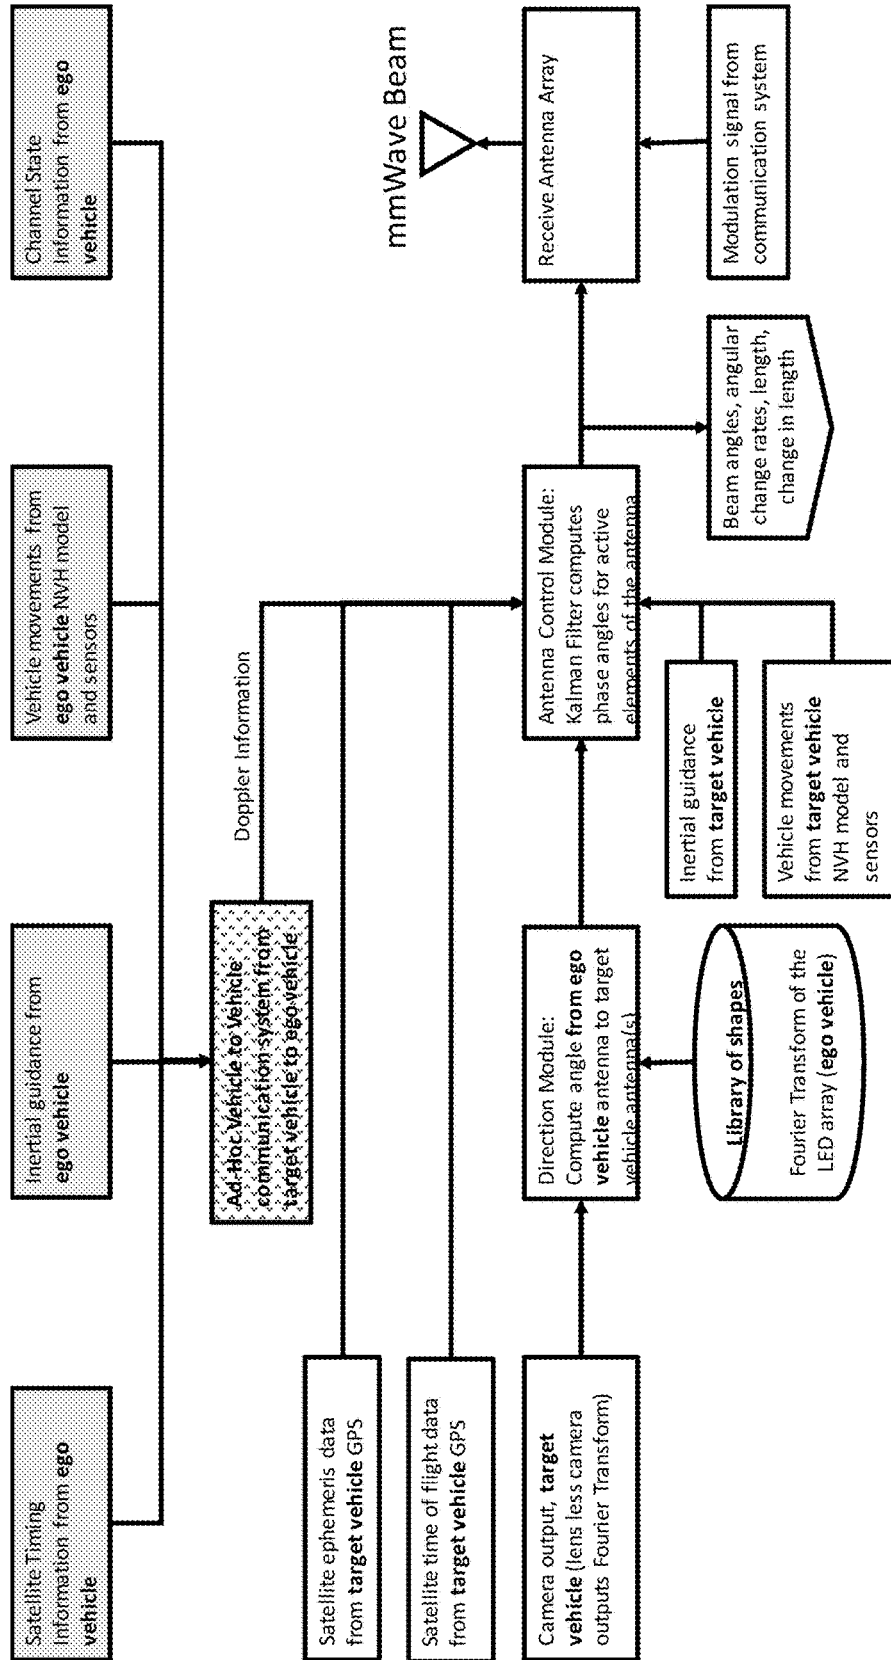 Satellite Timing
Information from ego
vehicle
Inertial guidance from
ego vehicle
Vehicle movements from
ego vehicle NVH model
and sensors
Channel State
Information from ego
vehicle
Ad-Hoc Vehicle to Vehicle
communication system from
target vehicle to ego vehicle
Doppler Information
Satellite ephemeris data
from target vehicle GPS
Satellite time of flight data
from target vehicle GPS
Camera output, target
vehicle (lens less camera
outputs Fourier Transform)
Direction Module:
Compute angle from ego
vehicle antenna to target
vehicle antenna(s)
Antenna Control Module:
Kalman Filter computes
phase angles for active
elements of the antenna
Receive Antenna Array
mmWave Beam
Library of shapes
Fourier Transform of the
LED array (ego vehicle)
Inertial guidance
from target vehicle
Vehicle movements
from target vehicle
NVH model and
sensors
Beam angles, angular
change rates, length,
change in length
Modulation signal from
communication system